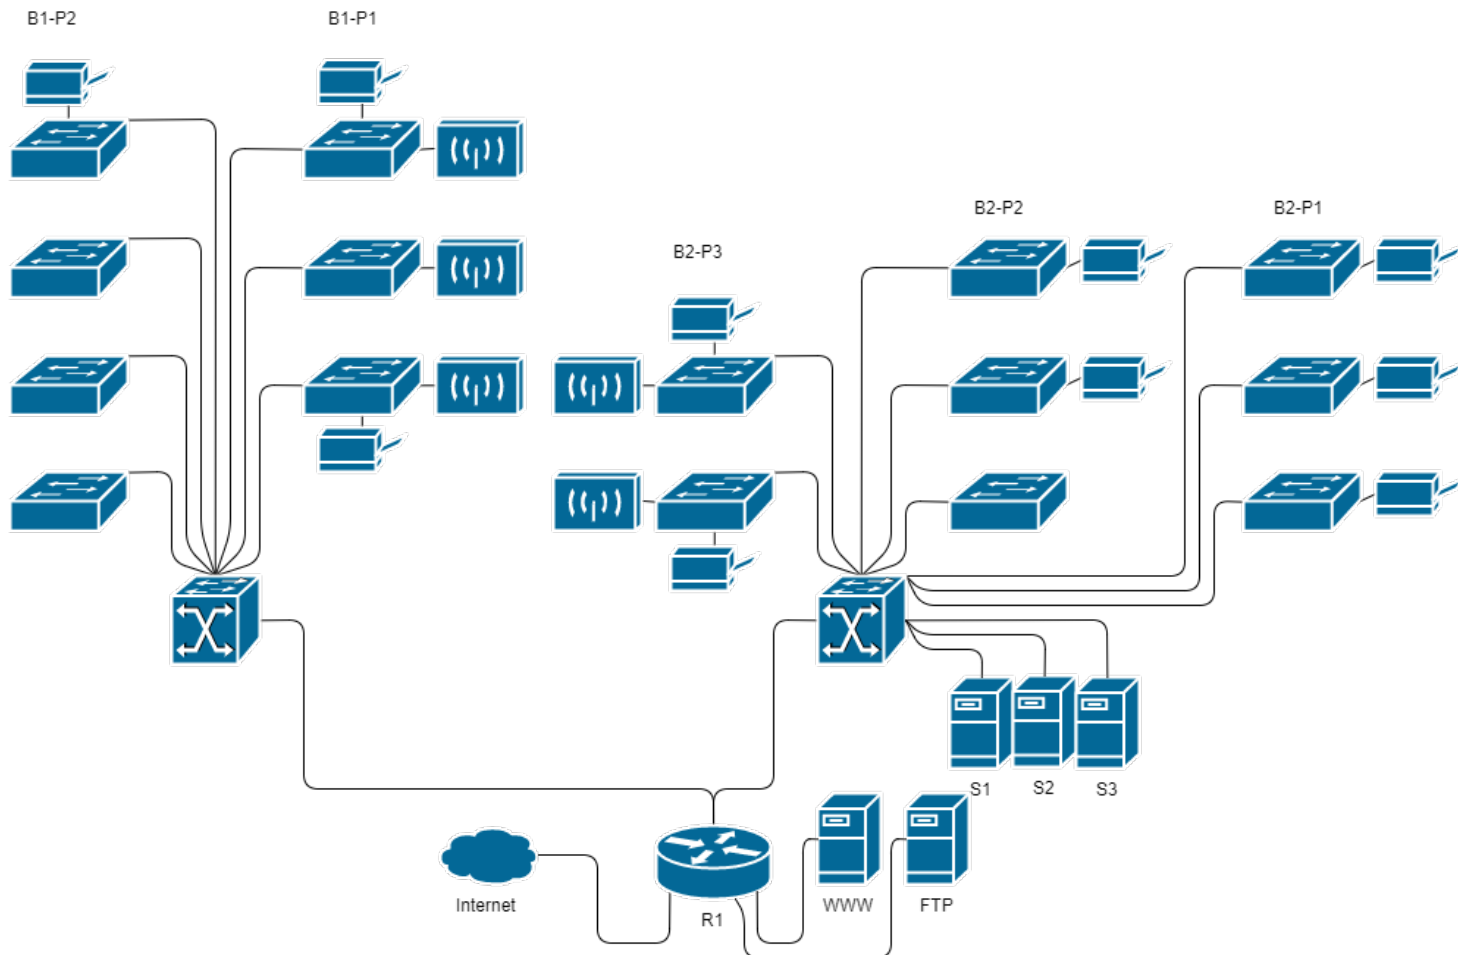 B1-P2
B1-P1
B2-P2
B2-P1
B2-P3
S1
S2
S3
Internet
R1
WWW
FTP